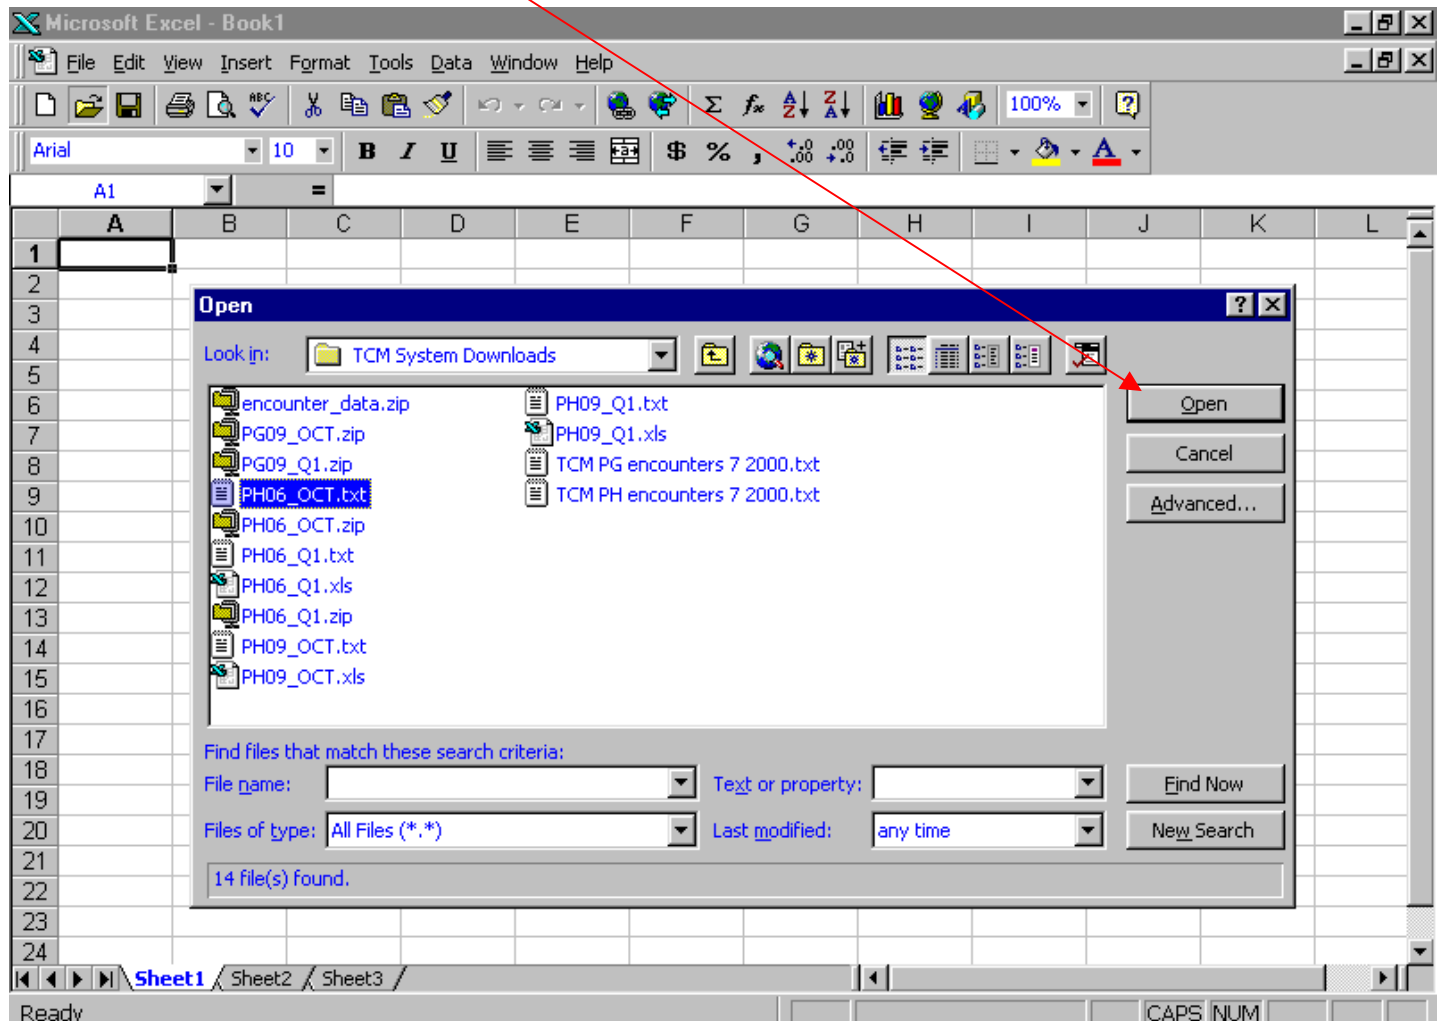 Microsoft Excel - Book1
File Edit View Insert Format Tools Data Window Help
100%
Arial 10 B I U $ % ,
A1 =
A B C D E F G H I J K L
1
2
3
4
5
6
7
8
9
10
11
12
13
14
15
16
17
18
19
20
21
22
23
24
Open
Look in: TCM System Downloads
encounter_data.zip
PG09_OCT.zip
PG09_Q1.zip
PH06_OCT.txt
PH06_OCT.zip
PH06_Q1.txt
PH06_Q1.xls
PH06_Q1.zip
PH09_OCT.txt
PH09_OCT.xls
PH09_Q1.txt
PH09_Q1.xls
TCM PG encounters 7 2000.txt
TCM PH encounters 7 2000.txt
Open
Cancel
Advanced...
Find files that match these search criteria:
File name: Text or property: Find Now
Files of type: All Files (*.*) Last modified: any time New Search
14 file(s) found.
Sheet1 Sheet2 Sheet3
Ready CAPS NUM